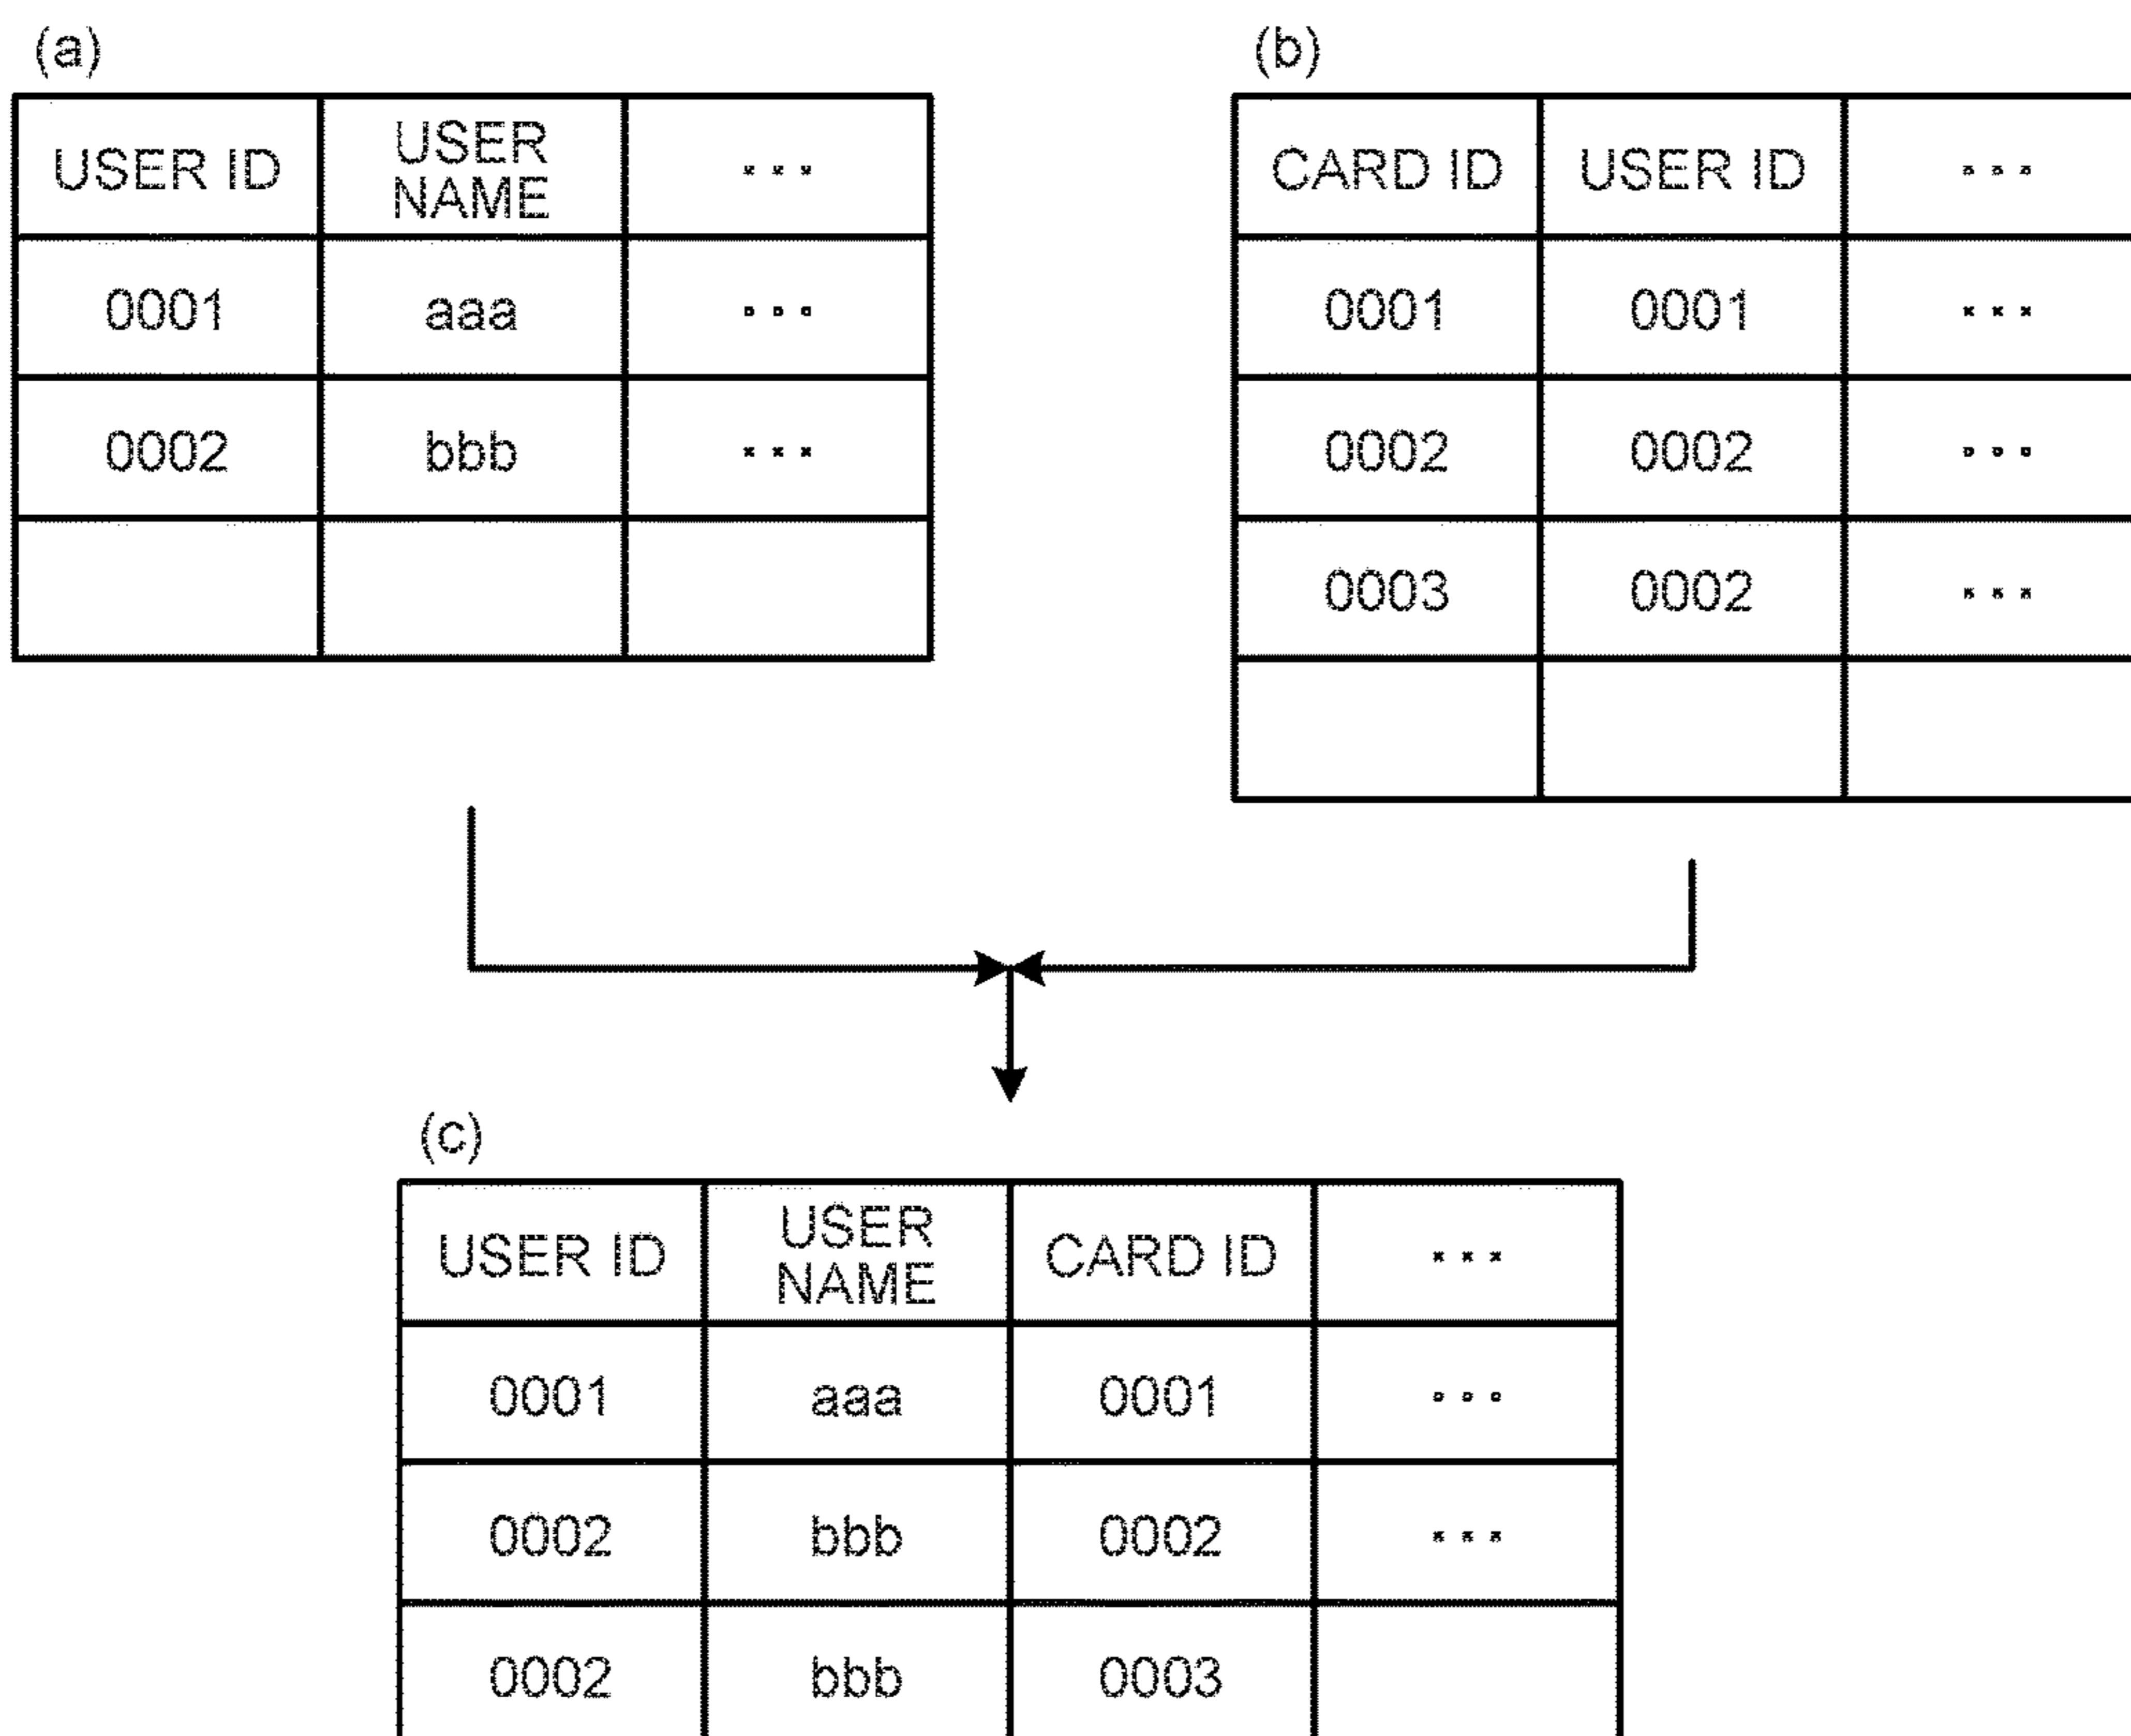 (a)
USER ID USER NAME ...
0001 aaa ...
0002 bbb ...
(b)
CARD ID USER ID ...
0001 0001 ...
0002 0002 ...
0003 0002 ...
(c)
USER ID USER NAME CARD ID ...
0001 aaa 0001 ...
0002 bbb 0002 ...
0002 bbb 0003